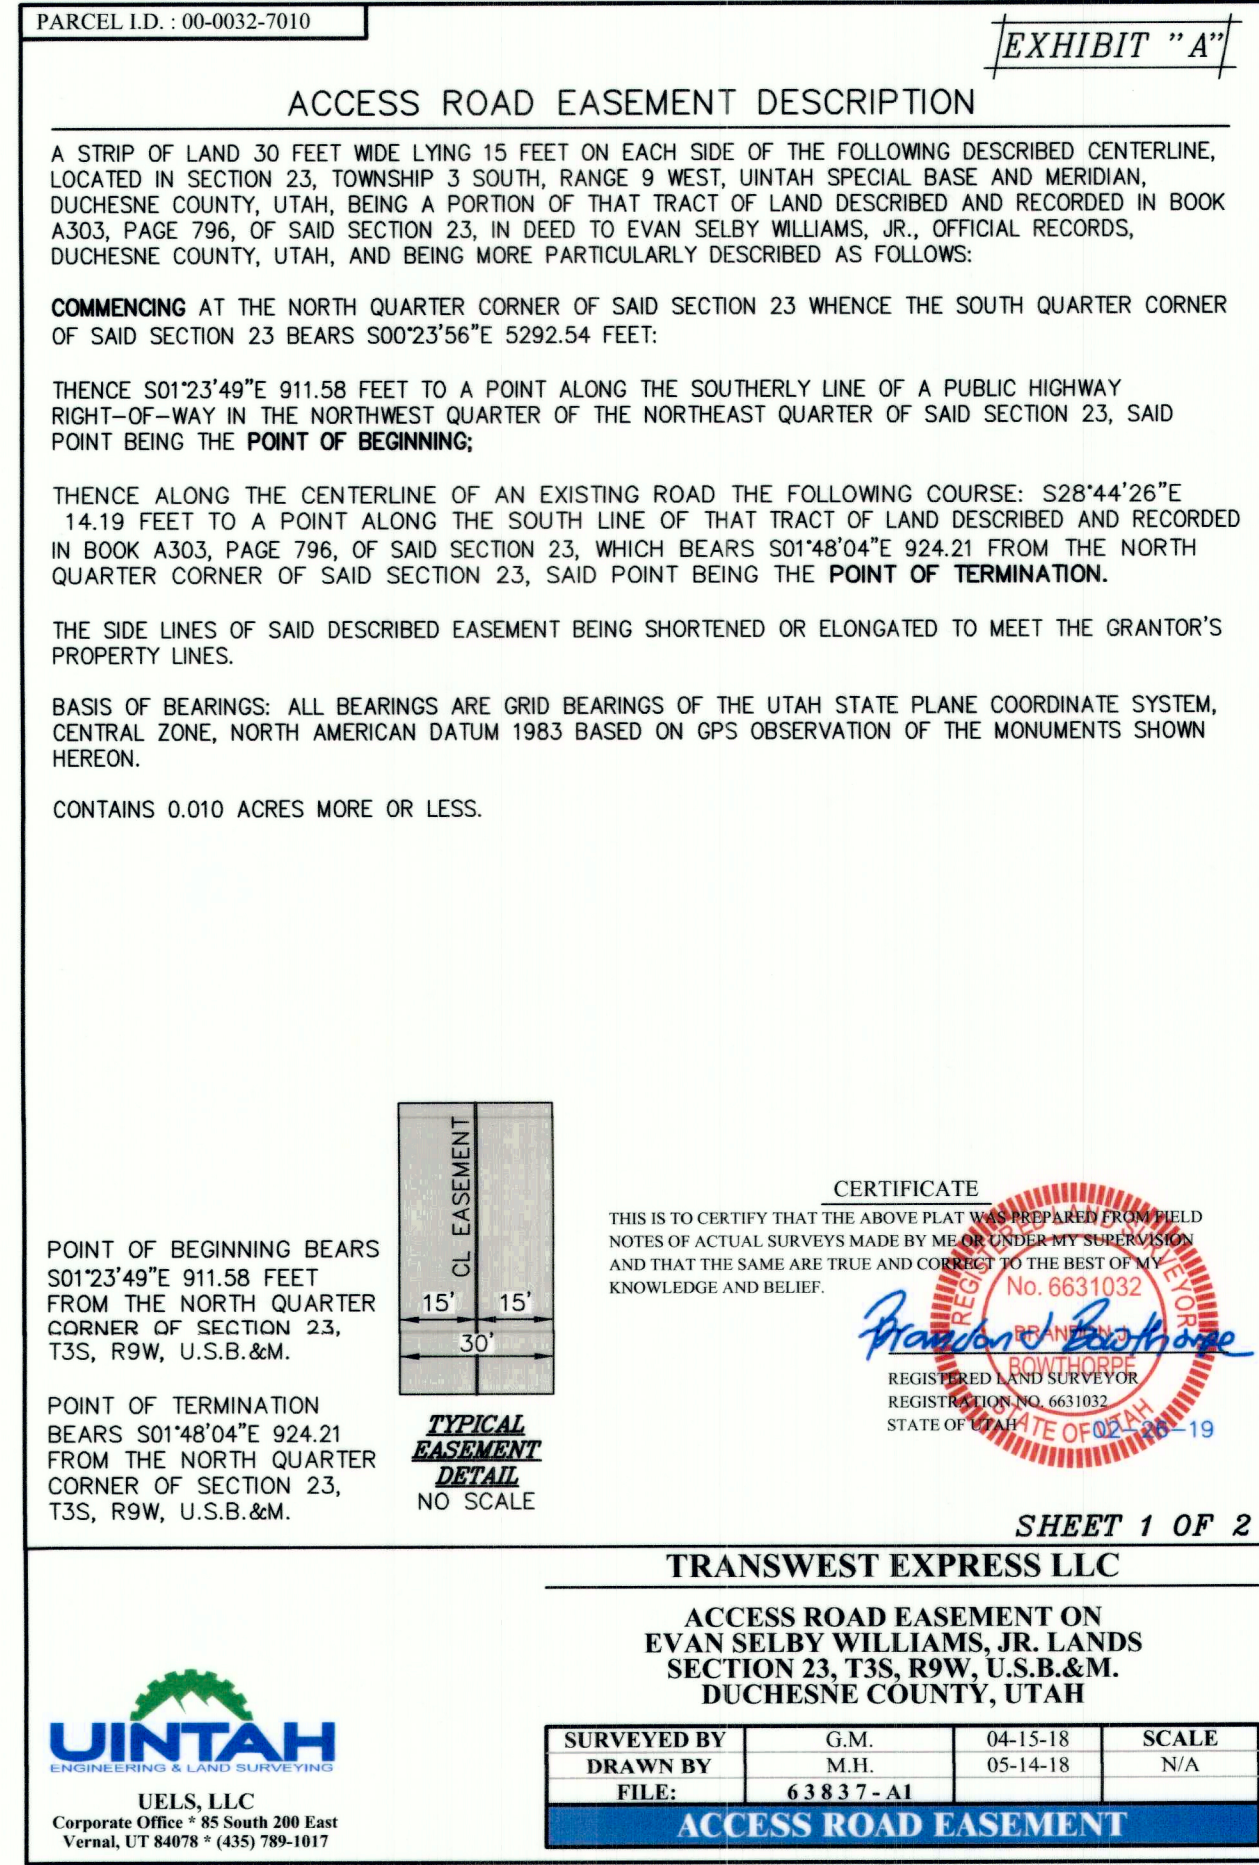 PARCEL I.D. : 00-0032-7010
EXHIBIT "A"
ACCESS ROAD EASEMENT DESCRIPTION
A STRIP OF LAND 30 FEET WIDE LYING 15 FEET ON EACH SIDE OF THE FOLLOWING DESCRIBED CENTERLINE,
LOCATED IN SECTION 23, TOWNSHIP 3 SOUTH, RANGE 9 WEST, UINTAH SPECIAL BASE AND MERIDIAN,
DUCHESNE COUNTY, UTAH, BEING A PORTION OF THAT TRACT OF LAND DESCRIBED AND RECORDED IN BOOK
A303, PAGE 796, OF SAID SECTION 23, IN DEED TO EVAN SELBY WILLIAMS, JR., OFFICIAL RECORDS,
DUCHESNE COUNTY, UTAH, AND BEING MORE PARTICULARLY DESCRIBED AS FOLLOWS:
COMMENCING AT THE NORTH QUARTER CORNER OF SAID SECTION 23 WHENCE THE SOUTH QUARTER CORNER
OF SAID SECTION 23 BEARS S00°23'56"E 5292.54 FEET:
THENCE S01°23'49"E 911.58 FEET TO A POINT ALONG THE SOUTHERLY LINE OF A PUBLIC HIGHWAY
RIGHT-OF-WAY IN THE NORTHWEST QUARTER OF THE NORTHEAST QUARTER OF SAID SECTION 23, SAID
POINT BEING THE POINT OF BEGINNING;
THENCE ALONG THE CENTERLINE OF AN EXISTING ROAD THE FOLLOWING COURSE: S28°44'26"E
14.19 FEET TO A POINT ALONG THE SOUTH LINE OF THAT TRACT OF LAND DESCRIBED AND RECORDED
IN BOOK A303, PAGE 796, OF SAID SECTION 23, WHICH BEARS S01°48'04"E 924.21 FROM THE NORTH
QUARTER CORNER OF SAID SECTION 23, SAID POINT BEING THE POINT OF TERMINATION.
THE SIDE LINES OF SAID DESCRIBED EASEMENT BEING SHORTENED OR ELONGATED TO MEET THE GRANTOR'S
PROPERTY LINES.
BASIS OF BEARINGS: ALL BEARINGS ARE GRID BEARINGS OF THE UTAH STATE PLANE COORDINATE SYSTEM,
CENTRAL ZONE, NORTH AMERICAN DATUM 1983 BASED ON GPS OBSERVATION OF THE MONUMENTS SHOWN
HEREON.
CONTAINS 0.010 ACRES MORE OR LESS.
POINT OF BEGINNING BEARS
S01°23'49"E 911.58 FEET
FROM THE NORTH QUARTER
CORNER OF SECTION 23,
T3S, R9W, U.S.B.&M.
POINT OF TERMINATION
BEARS S01°48'04"E 924.21
FROM THE NORTH QUARTER
CORNER OF SECTION 23,
T3S, R9W, U.S.B.&M.
CL EASEMENT
15' 15'
30'
TYPICAL
EASEMENT
DETAIL
NO SCALE
CERTIFICATE
THIS IS TO CERTIFY THAT THE ABOVE PLAT WAS PREPARED FROM FIELD
NOTES OF ACTUAL SURVEYS MADE BY ME OR UNDER MY SUPERVISION
AND THAT THE SAME ARE TRUE AND CORRECT TO THE BEST OF MY
KNOWLEDGE AND BELIEF.
Brandon J Bowthorpe
REGISTERED LAND SURVEYOR
REGISTRATION NO. 6631032
STATE OF UTAH
REGISTERED LAND SURVEYOR
No. 6631032
BRANDON J.
BOWTHORPE
STATE OF UTAH
02-26-19
SHEET 1 OF 2
TRANSWEST EXPRESS LLC
ACCESS ROAD EASEMENT ON
EVAN SELBY WILLIAMS, JR. LANDS
SECTION 23, T3S, R9W, U.S.B.&M.
DUCHESNE COUNTY, UTAH
UINTAH
ENGINEERING & LAND SURVEYING
UELS, LLC
Corporate Office * 85 South 200 East
Vernal, UT 84078 * (435) 789-1017
SURVEYED BY G.M. 04-15-18 SCALE
DRAWN BY M.H. 05-14-18 N/A
FILE: 63837-A1
ACCESS ROAD EASEMENT